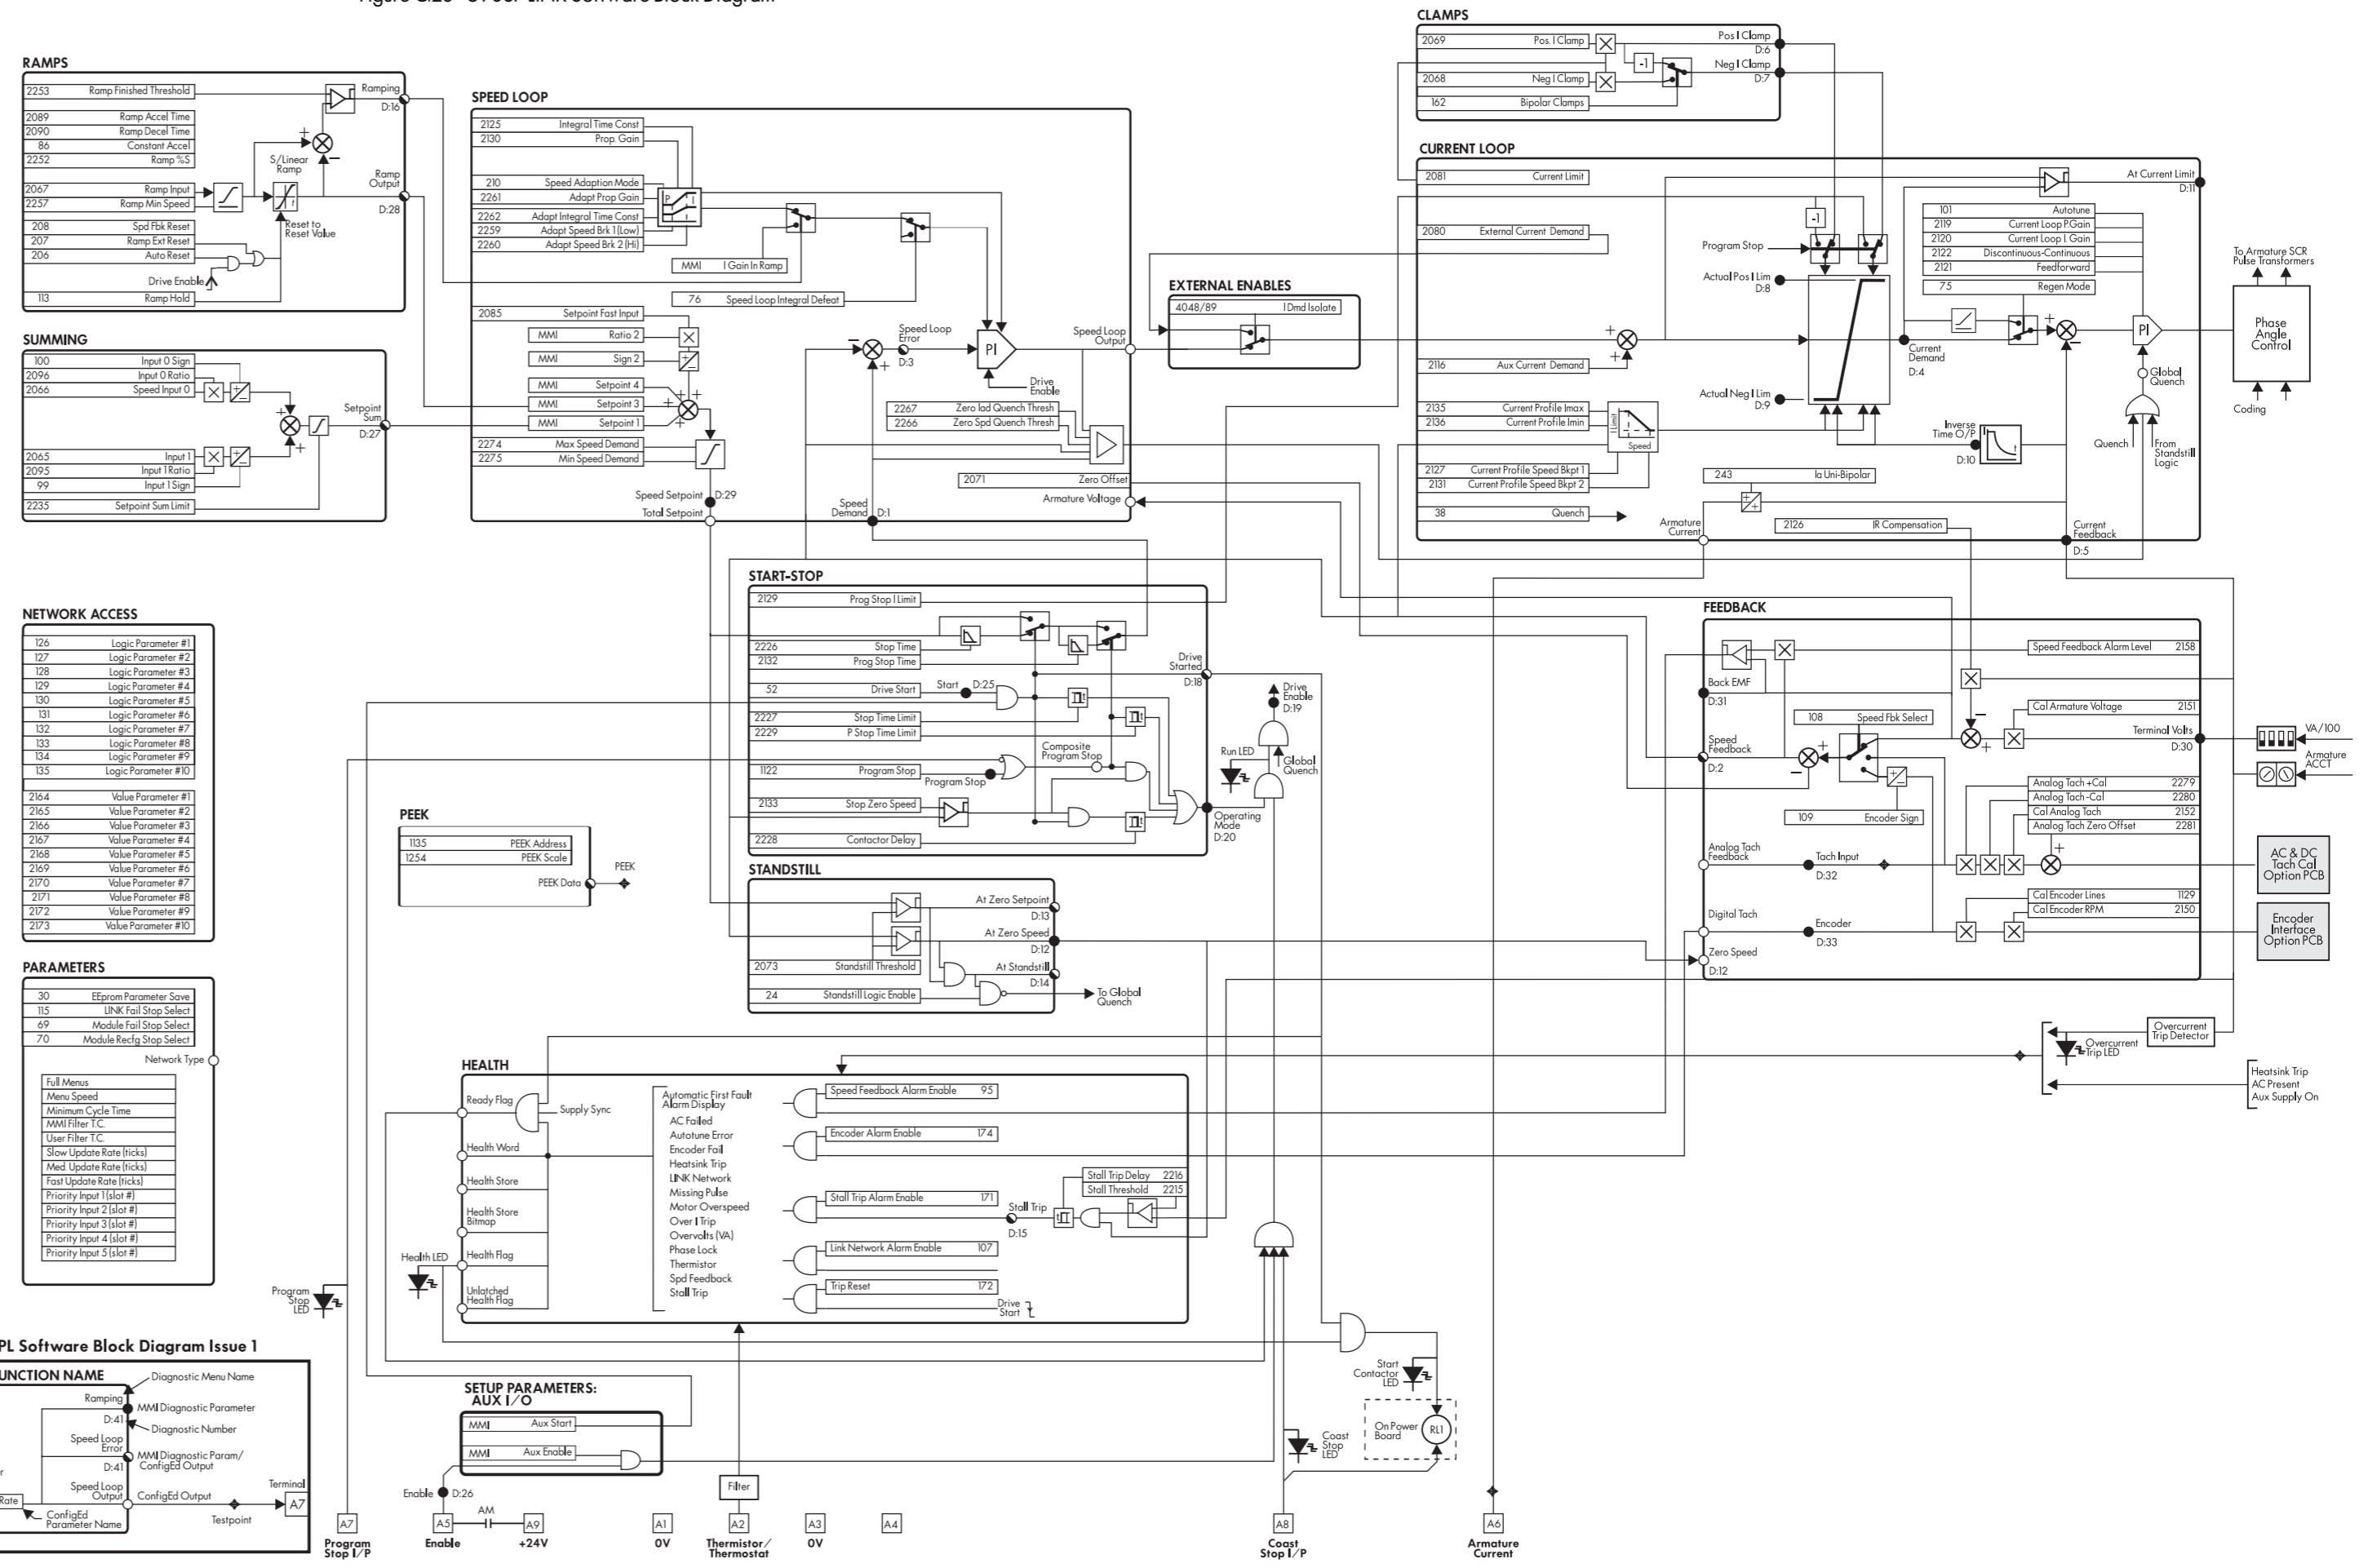 RAMPS
2253 Ramp Finished Threshold
2089 Ramp Accel Time
2090 Ramp Decel Time
86 Constant Accel
2252 Ramp %S
2067 Ramp Input
2257 Ramp Min Speed
208 Spd Fbk Reset
207 Ramp Ext Reset
206 Auto Reset
Drive Enable
113 Ramp Hold
S/Linear
Ramp
Reset to
Reset Value
Ramping
D:16
Ramp
Output
D:28
SUMMING
100 Input 0 Sign
2096 Input 0 Ratio
2066 Speed Input 0
2065 Input 1
2095 Input 1 Ratio
99 Input 1 Sign
2235 Setpoint Sum Limit
Setpoint
Sum
D:27
SPEED LOOP
2125 Integral Time Const
2130 Prop. Gain
210 Speed Adaption Mode
2261 Adapt Prop Gain
2262 Adapt Integral Time Const
2259 Adapt Speed Brk 1 (Low)
2260 Adapt Speed Brk 2 (Hi)
P I
MMI I Gain In Ramp
76 Speed Loop Integral Defeat
2085 Setpoint Fast Input
MMI Ratio 2
MMI Sign 2
MMI Setpoint 4
MMI Setpoint 3
MMI Setpoint 1
2274 Max Speed Demand
2275 Min Speed Demand
Speed Setpoint D:29
Total Setpoint
Speed Loop
Error
D:3
PI
Drive
Enable
Speed Loop
Output
2267 Zero Iad Quench Thresh
2266 Zero Spd Quench Thresh
2071 Zero Offset
Armature Voltage
Speed
Demand D:1
EXTERNAL ENABLES
4048/89 I Dmd Isolate
CLAMPS
2069 Pos. I Clamp
2068 Neg I Clamp
162 Bipolar Clamps
-1
Pos I Clamp
D:6
Neg I Clamp
D:7
CURRENT LOOP
2081 Current Limit
2080 External Current Demand
2116 Aux Current Demand
2135 Current Profile Imax
2136 Current Profile Imin
I Limit
Speed
2127 Current Profile Speed Bkpt 1
2131 Current Profile Speed Bkpt 2
38 Quench
-1
Program Stop
Actual Pos I Lim
D:8
Actual Neg I Lim
D:9
At Current Limit
D:11
101 Autotune
2119 Current Loop P.Gain
2120 Current Loop I. Gain
2122 Discontinuous-Continuous
2121 Feedforward
75 Regen Mode
Current
Demand
D:4
PI
Global
Quench
Quench
From
Standstill
Logic
Inverse
Time O/P
D:10
243 Ia Uni-Bipolar
2126 IR Compensation
Armature
Current
Current
Feedback
D:5
To Armature SCR
Pulse Transformers
Phase
Angle
Control
Coding
NETWORK ACCESS
126 Logic Parameter #1
127 Logic Parameter #2
128 Logic Parameter #3
129 Logic Parameter #4
130 Logic Parameter #5
131 Logic Parameter #6
132 Logic Parameter #7
133 Logic Parameter #8
134 Logic Parameter #9
135 Logic Parameter #10
2164 Value Parameter #1
2165 Value Parameter #2
2166 Value Parameter #3
2167 Value Parameter #4
2168 Value Parameter #5
2169 Value Parameter #6
2170 Value Parameter #7
2171 Value Parameter #8
2172 Value Parameter #9
2173 Value Parameter #10
PARAMETERS
30 EEprom Parameter Save
115 LINK Fail Stop Select
69 Module Fail Stop Select
70 Module Recfg Stop Select
Network Type
Full Menus
Menu Speed
Minimum Cycle Time
MMI Filter T.C.
User Filter T.C.
Slow Update Rate (ticks)
Med. Update Rate (ticks)
Fast Update Rate (ticks)
Priority Input 1 (slot #)
Priority Input 2 (slot #)
Priority Input 3 (slot #)
Priority Input 4 (slot #)
Priority Input 5 (slot #)
PEEK
1135 PEEK Address
1254 PEEK Scale
PEEK Data
PEEK
START-STOP
2129 Prog Stop I Limit
2226 Stop Time
2132 Prog Stop Time
52 Drive Start
Start D:25
2227 Stop Time Limit
2229 P Stop Time Limit
Composite
Program Stop
1122 Program Stop
Program Stop
2133 Stop Zero Speed
2228 Contactor Delay
Drive
Started
D:18
Drive
Enable
D:19
Run LED
Global
Quench
Operating
Mode
D:20
STANDSTILL
At Zero Setpoint
D:13
At Zero Speed
D:12
2073 Standstill Threshold
At Standstill
D:14
24 Standstill Logic Enable
To Global
Quench
FEEDBACK
Speed Feedback Alarm Level 2158
Back EMF
D:31
Cal Armature Voltage 2151
108 Speed Fbk Select
Terminal Volts
D:30
Speed
Feedback
D:2
109 Encoder Sign
Analog Tach +Cal 2279
Analog Tach -Cal 2280
Cal Analog Tach 2152
Analog Tach Zero Offset 2281
Analog Tach
Feedback
Tach Input
D:32
Cal Encoder Lines 1129
Cal Encoder RPM 2150
Digital Tach
Encoder
D:33
Zero Speed
D:12
VA/100
Armature
ACCT
AC & DC
Tach Cal
Option PCB
Encoder
Interface
Option PCB
Overcurrent
Trip Detector
Overcurrent
Trip LED
Heatsink Trip
AC Present
Aux Supply On
HEALTH
Ready Flag
Supply Sync
Health Word
Health Store
Health Store
Bitmap
Health LED
Health Flag
Unlatched
Health Flag
Automatic First Fault
Alarm Display
AC Failed
Autotune Error
Encoder Fail
Heatsink Trip
LINK Network
Missing Pulse
Motor Overspeed
Over I Trip
Overvolts (VA)
Phase Lock
Thermistor
Spd Feedback
Stall Trip
Speed Feedback Alarm Enable 95
Encoder Alarm Enable 174
Stall Trip Delay 2216
Stall Threshold 2215
Stall Trip Alarm Enable 171
Stall Trip
D:15
Link Network Alarm Enable 107
Trip Reset 172
Drive
Start
Program
Stop
LED
SETUP PARAMETERS:
AUX I/O
MMI Aux Start
MMI Aux Enable
Enable D:26
AM
Filter
Start
Contactor
LED
Coast
Stop
LED
On Power
Board
RL1
A7
Program
Stop I/P
A5
Enable
A9
+24V
A1
0V
A2
Thermistor/
Thermostat
A3
0V
A4
A8
Coast
Stop I/P
A6
Armature
Current
PL Software Block Diagram Issue 1
UNCTION NAME
Diagnostic Menu Name
Ramping
MMI Diagnostic Parameter
D:41
Diagnostic Number
Speed Loop
Error
MMI Diagnostic Param/
ConfigEd Output
D:41
Speed Loop
Output
ConfigEd Output
Terminal
A7
Testpoint
Rate
ConfigEd
Parameter Name